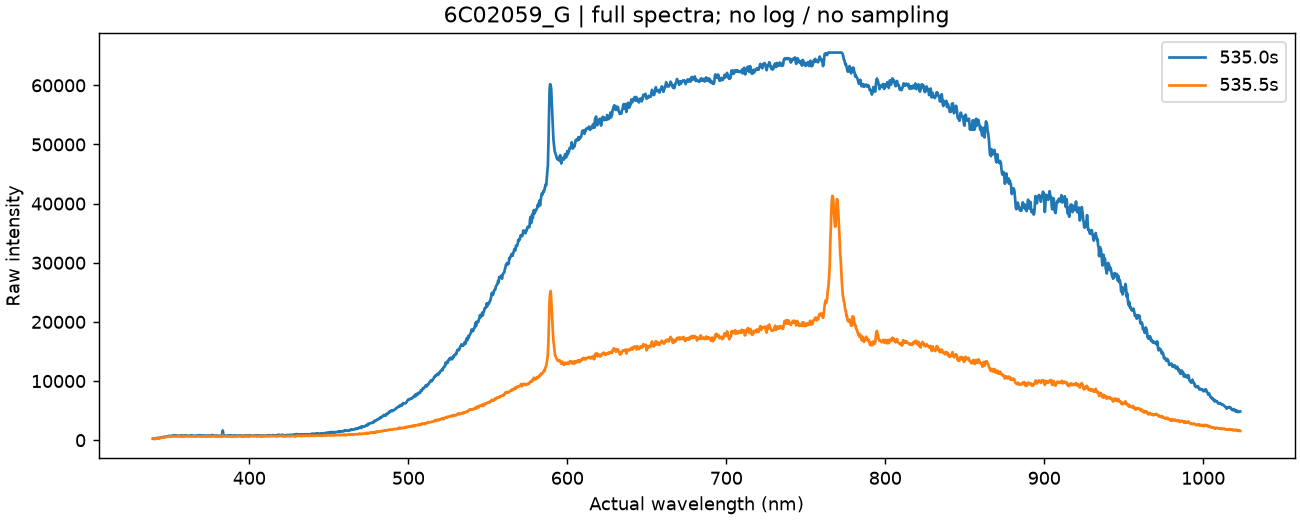 6C02059_G | full spectra; no log / no sampling
535.0s
535.5s
Raw intensity
60000
50000
40000
30000
20000
10000
0
400 500 600 700 800 900 1000
Actual wavelength (nm)